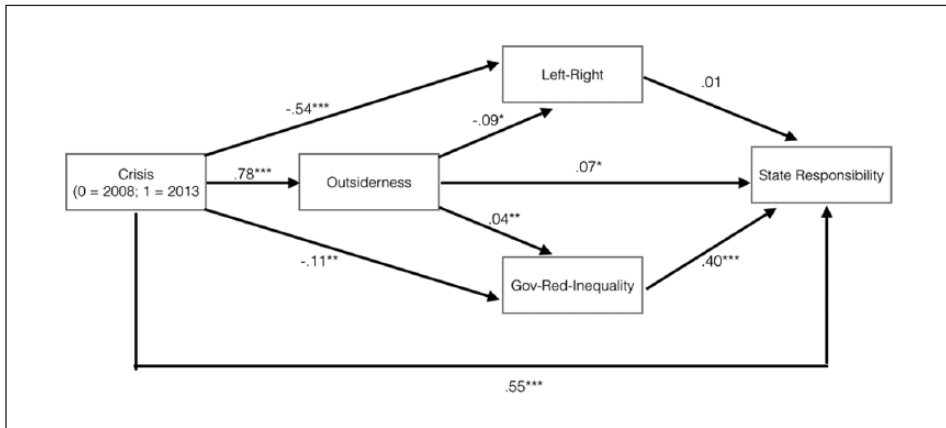 Left-Right
.01
-.54***
-.09*
Crisis
(0 = 2008; 1 = 2013
.78***
Outsiderness
.07*
State Responsibility
.04**
-.11**
Gov-Red-Inequality
.40***
.55***